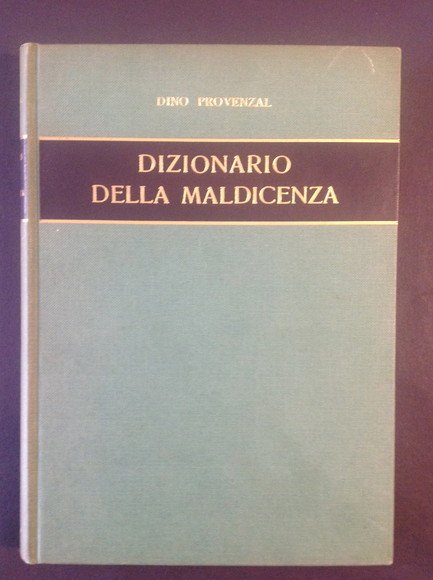 DINO PROVENZAL
DIZIONARIO
DELLA MALDICENZA